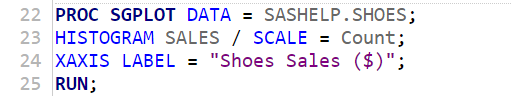 22 PROC SGPLOT DATA = SASHELP.SHOES;
23 HISTOGRAM SALES / SCALE = Count;
24 XAXIS LABEL = "Shoes Sales ($)";
25 RUN;